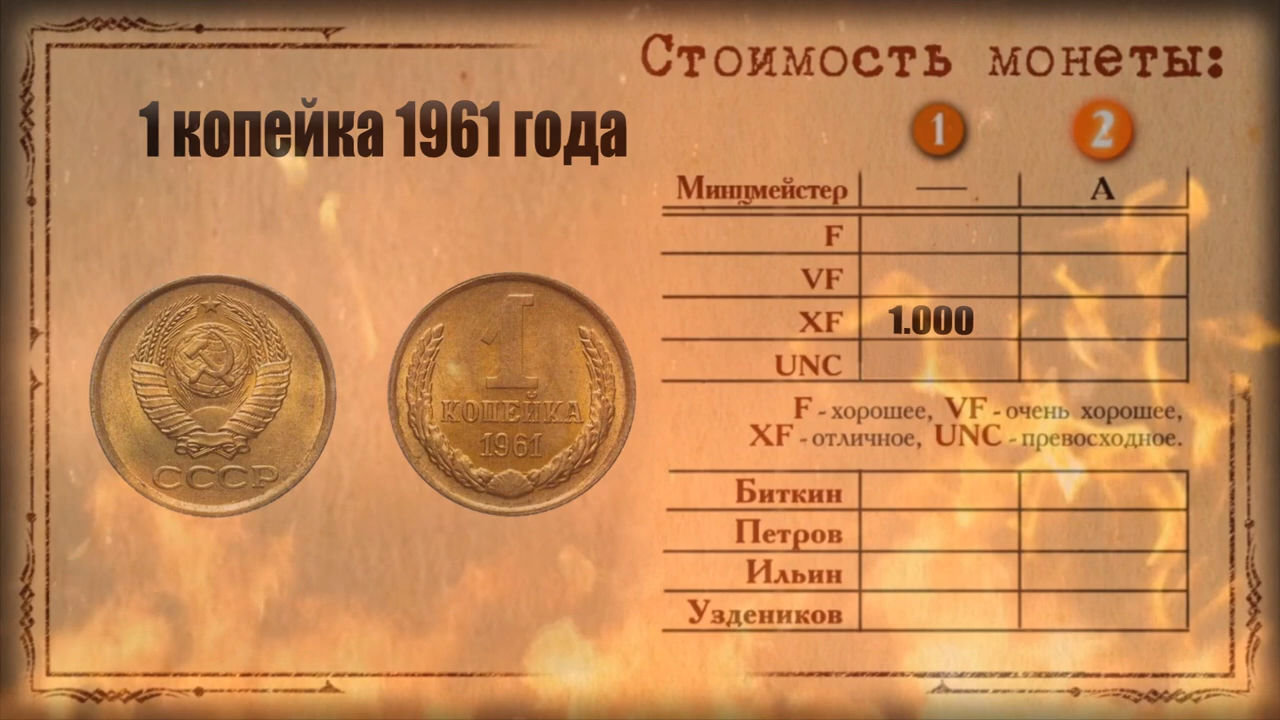 Стоимость монеты:
1 копейка 1961 года
1 2
Минцмейстер — А
F
VF
XF 1.000
UNC
F - хорошее, VF - очень хорошее,
XF - отличное, UNC - превосходное.
Биткин
Петров
Ильин
Уздеников
СССР
1
КОПЕЙКА
1961